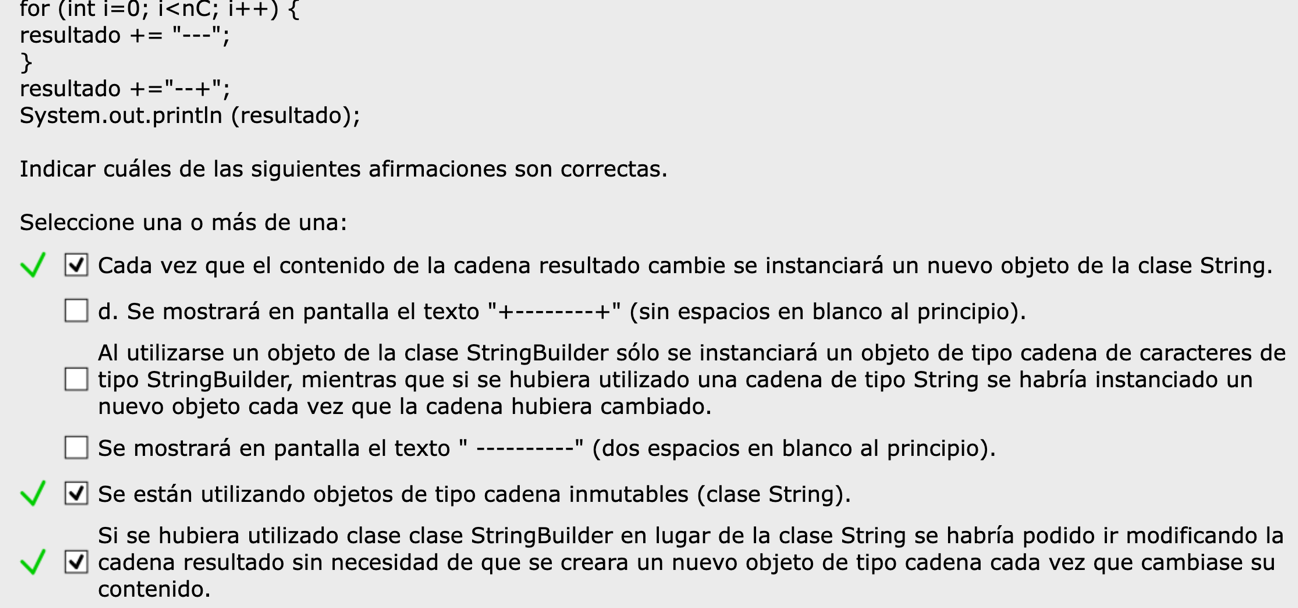 for (int i=0; i<nC; i++) {
resultado += "---";
}
resultado +="--+";
System.out.println (resultado);
Indicar cuáles de las siguientes afirmaciones son correctas.
Seleccione una o más de una:
Cada vez que el contenido de la cadena resultado cambie se instanciará un nuevo objeto de la clase String.
d. Se mostrará en pantalla el texto "+--------+" (sin espacios en blanco al principio).
Al utilizarse un objeto de la clase StringBuilder sólo se instanciará un objeto de tipo cadena de caracteres de
tipo StringBuilder, mientras que si se hubiera utilizado una cadena de tipo String se habría instanciado un
nuevo objeto cada vez que la cadena hubiera cambiado.
Se mostrará en pantalla el texto " ----------" (dos espacios en blanco al principio).
Se están utilizando objetos de tipo cadena inmutables (clase String).
Si se hubiera utilizado clase clase StringBuilder en lugar de la clase String se habría podido ir modificando la
cadena resultado sin necesidad de que se creara un nuevo objeto de tipo cadena cada vez que cambiase su
contenido.